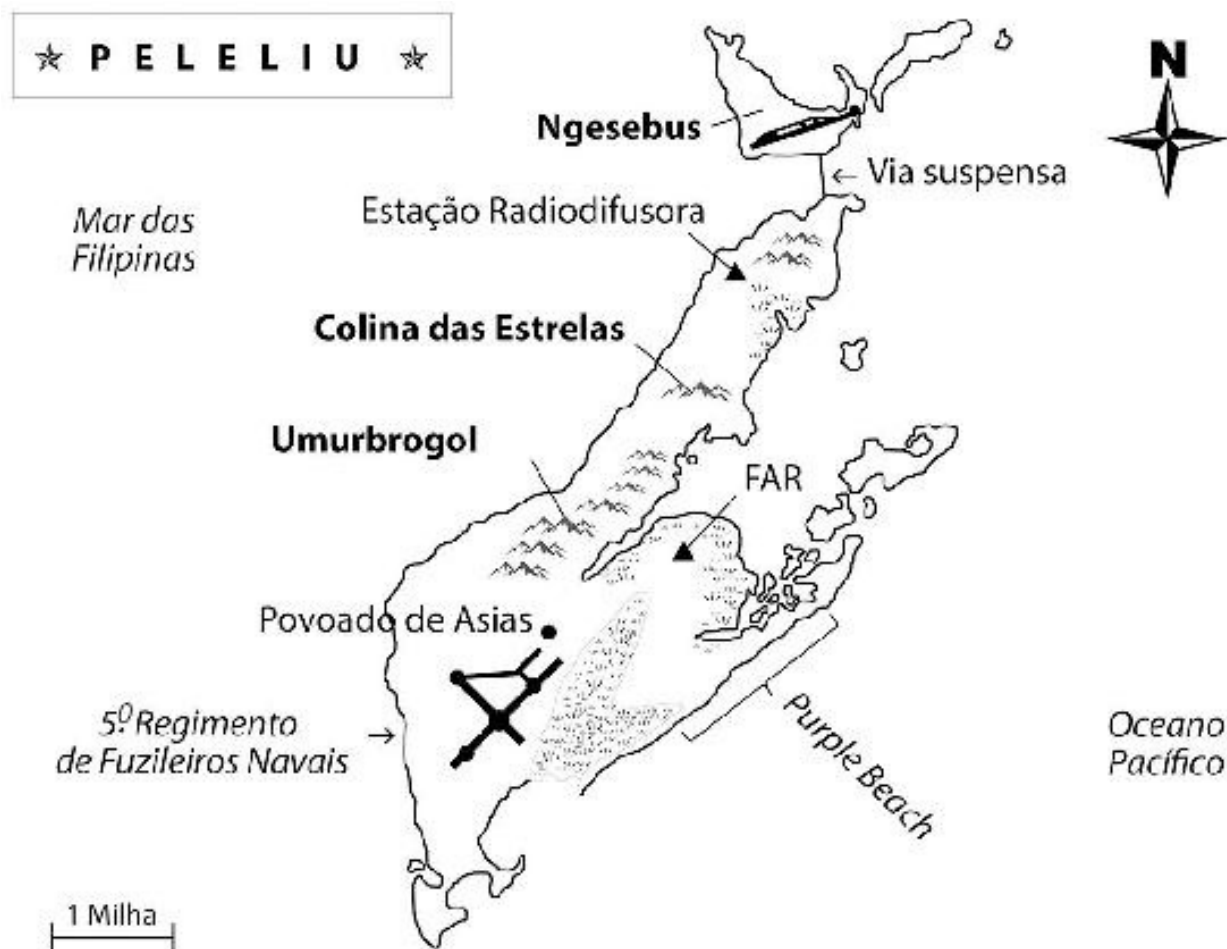 ★ P E L E L I U ★
N
Ngesebus
Via suspensa
Estação Radiodifusora
Mar das
Filipinas
Colina das Estrelas
Umurbrogol
FAR
Povoado de Asias
5º Regimento
de Fuzileiros Navais
Purple Beach
Oceano
Pacífico
1 Milha